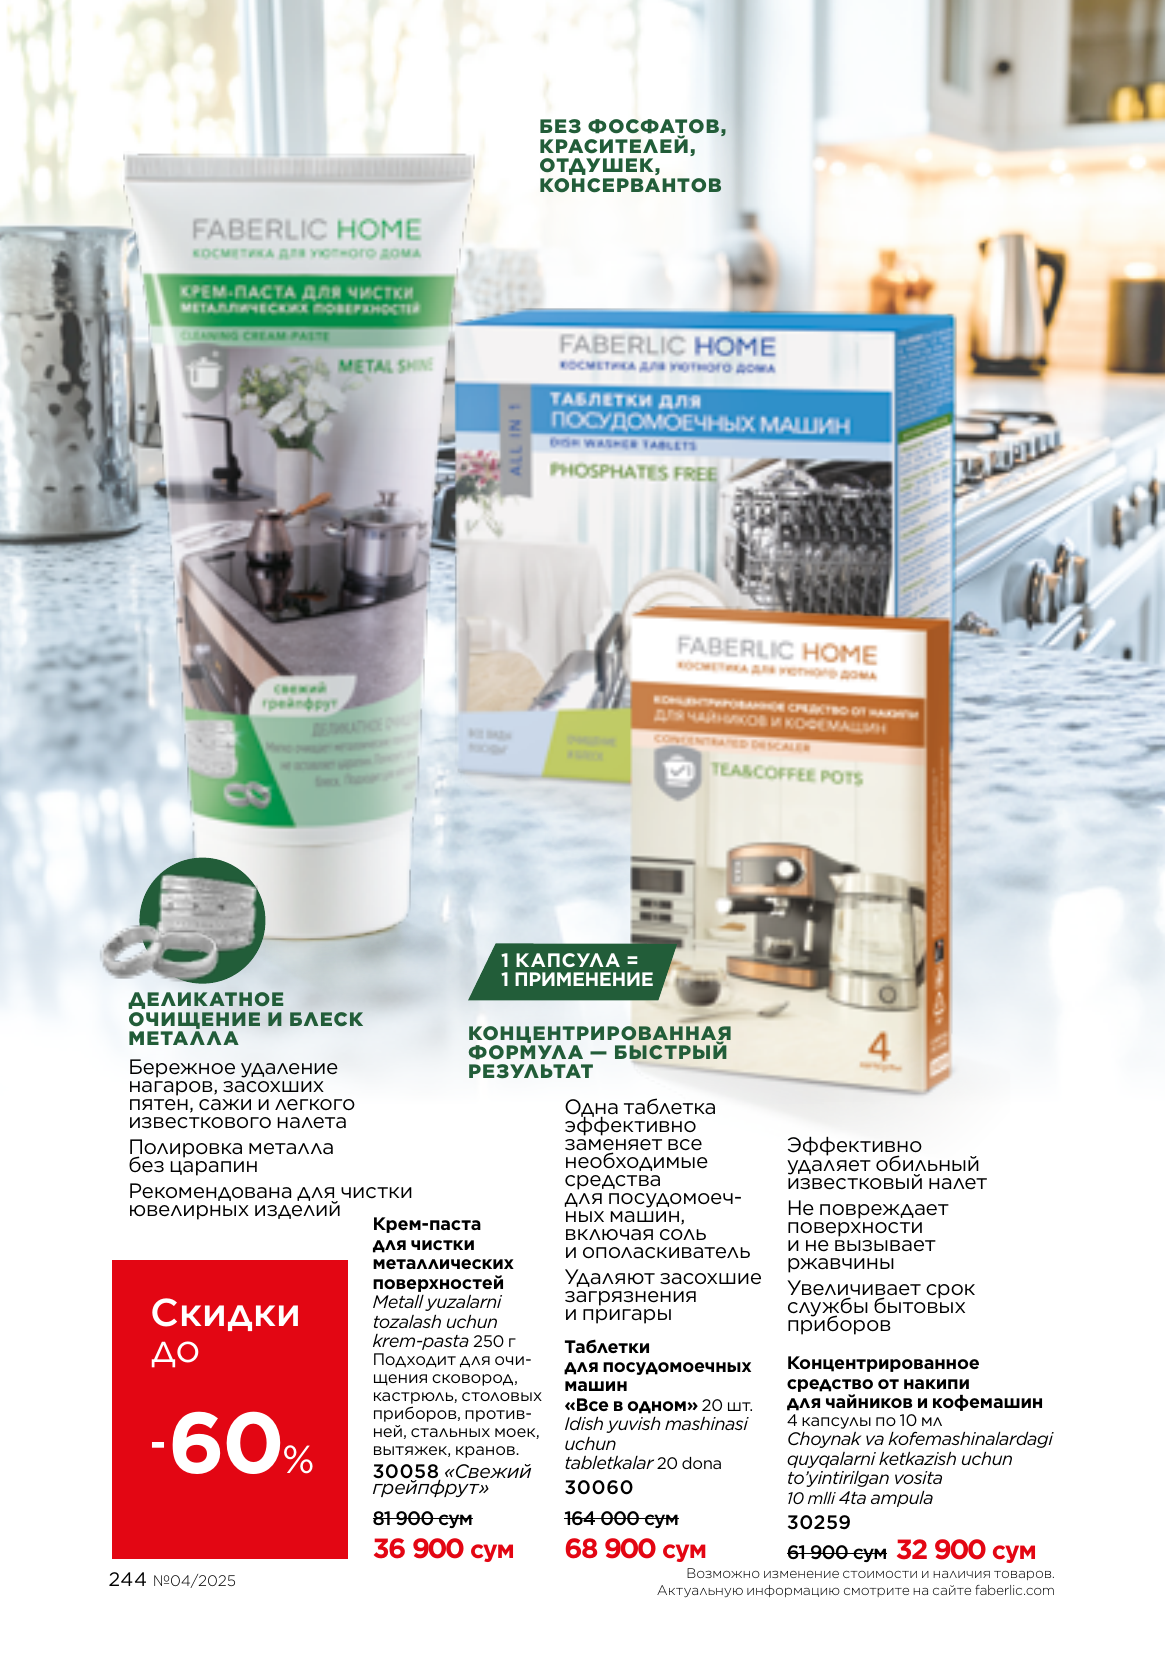 БЕЗ ФОСФАТОВ,
КРАСИТЕЛЕЙ,
ОТДУШЕК,
КОНСЕРВАНТОВ
FABERLIC HOME
КОСМЕТИКА ДЛЯ УЮТНОГО ДОМА
КРЕМ-ПАСТА ДЛЯ ЧИСТКИ
МЕТАЛЛИЧЕСКИХ ПОВЕРХНОСТЕЙ
CLEANING CREAM-PASTE
METAL SHINE
свежий
грейпфрут
ДЕЛИКАТНОЕ
FABERLIC HOME
КОСМЕТИКА ДЛЯ УЮТНОГО ДОМА
ALL IN 1
ТАБЛЕТКИ ДЛЯ
ПОСУДОМОЕЧНЫХ МАШИН
DISH WASHER TABLETS
PHOSPHATES FREE
FABERLIC HOME
КОСМЕТИКА ДЛЯ УЮТНОГО ДОМА
КОНЦЕНТРИРОВАННОЕ СРЕДСТВО ОТ НАКИПИ
ДЛЯ ЧАЙНИКОВ И КОФЕМАШИН
CONCENTRATED DESCALER
TEA&COFFEE POTS
4
капсулы
ДЕЛИКАТНОЕ
ОЧИЩЕНИЕ И БЛЕСК
МЕТАЛЛА
Бережное удаление
нагаров, засохших
пятен, сажи и легкого
известкового налета
Полировка металла
без царапин
Рекомендована для чистки
ювелирных изделий
1 КАПСУЛА =
1 ПРИМЕНЕНИЕ
КОНЦЕНТРИРОВАННАЯ
ФОРМУЛА — БЫСТРЫЙ
РЕЗУЛЬТАТ
Скидки
до
-60%
Крем-паста
для чистки
металлических
поверхностей
Metall yuzalarni
tozalash uchun
krem-pasta 250 г
Подходит для очи-
щения сковород,
кастрюль, столовых
приборов, против-
ней, стальных моек,
вытяжек, кранов.
30058 «Свежий
грейпфрут»
81 900 сум
36 900 сум
Одна таблетка
эффективно
заменяет все
необходимые
средства
для посудомоеч-
ных машин,
включая соль
и ополаскиватель
Удаляют засохшие
загрязнения
и пригары
Таблетки
для посудомоечных
машин
«Все в одном» 20 шт.
Idish yuvish mashinasi
uchun
tabletkalar 20 dona
30060
164 000 сум
68 900 сум
Эффективно
удаляет обильный
известковый налет
Не повреждает
поверхности
и не вызывает
ржавчины
Увеличивает срок
службы бытовых
приборов
Концентрированное
средство от накипи
для чайников и кофемашин
4 капсулы по 10 мл
Choynak va kofemashinalardagi
quyqalarni ketkazish uchun
to'yintirilgan vosita
10 mlli 4ta ampula
30259
61 900 сум 32 900 сум
244 №04/2025
Возможно изменение стоимости и наличия товаров.
Актуальную информацию смотрите на сайте faberlic.com